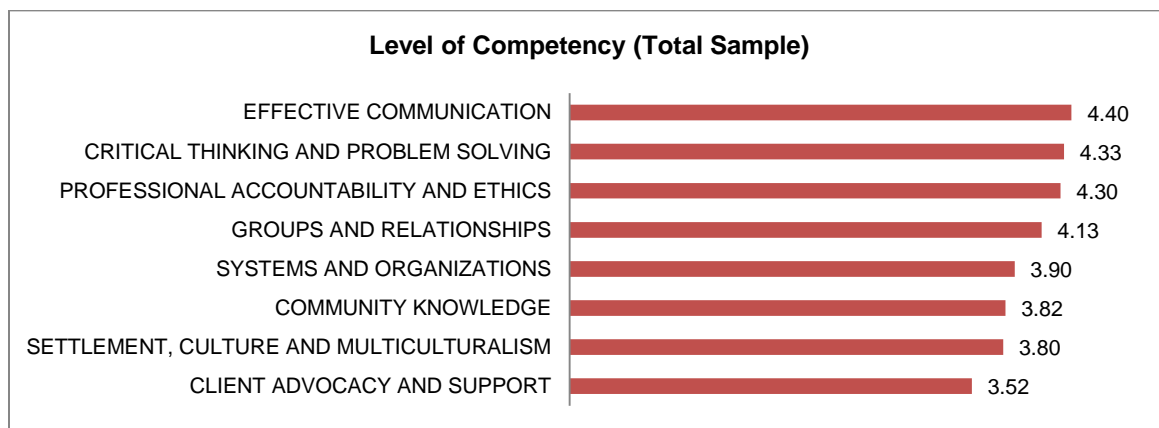 Level of Competency (Total Sample)
EFFECTIVE COMMUNICATION 4.40
CRITICAL THINKING AND PROBLEM SOLVING 4.33
PROFESSIONAL ACCOUNTABILITY AND ETHICS 4.30
GROUPS AND RELATIONSHIPS 4.13
SYSTEMS AND ORGANIZATIONS 3.90
COMMUNITY KNOWLEDGE 3.82
SETTLEMENT, CULTURE AND MULTICULTURALISM 3.80
CLIENT ADVOCACY AND SUPPORT 3.52